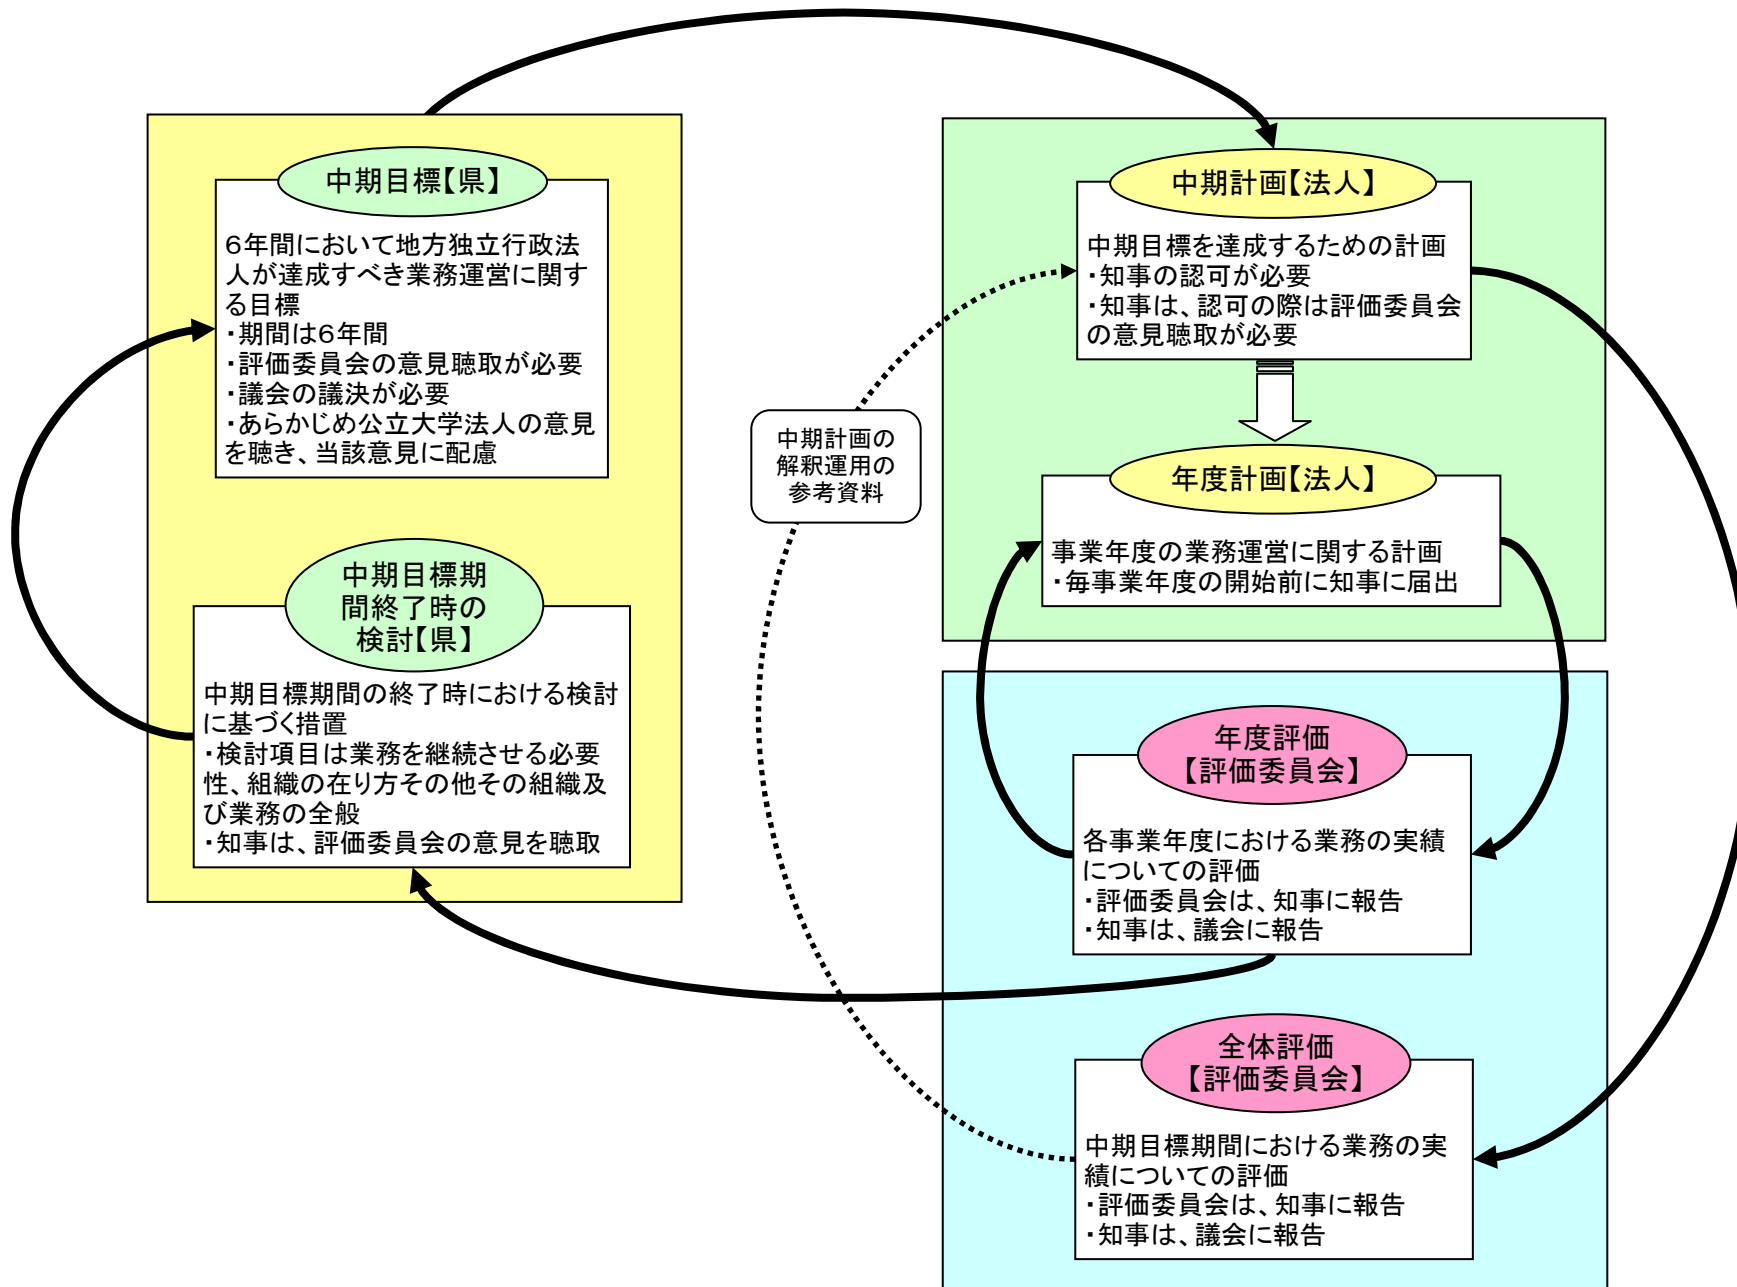 中期目標【県】
６年間において地方独立行政法
人が達成すべき業務運営に関す
る目標
・期間は６年間
・評価委員会の意見聴取が必要
・議会の議決が必要
・あらかじめ公立大学法人の意見
を聴き、当該意見に配慮
中期目標期
間終了時の
検討【県】
中期目標期間の終了時における検討
に基づく措置
・検討項目は業務を継続させる必要
性、組織の在り方その他その組織及
び業務の全般
・知事は、評価委員会の意見を聴取
中期計画の
解釈運用の
参考資料
中期計画【法人】
中期目標を達成するための計画
・知事の認可が必要
・知事は、認可の際は評価委員会
の意見聴取が必要
年度計画【法人】
事業年度の業務運営に関する計画
・毎事業年度の開始前に知事に届出
年度評価
【評価委員会】
各事業年度における業務の実績
についての評価
・評価委員会は、知事に報告
・知事は、議会に報告
全体評価
【評価委員会】
中期目標期間における業務の実
績についての評価
・評価委員会は、知事に報告
・知事は、議会に報告